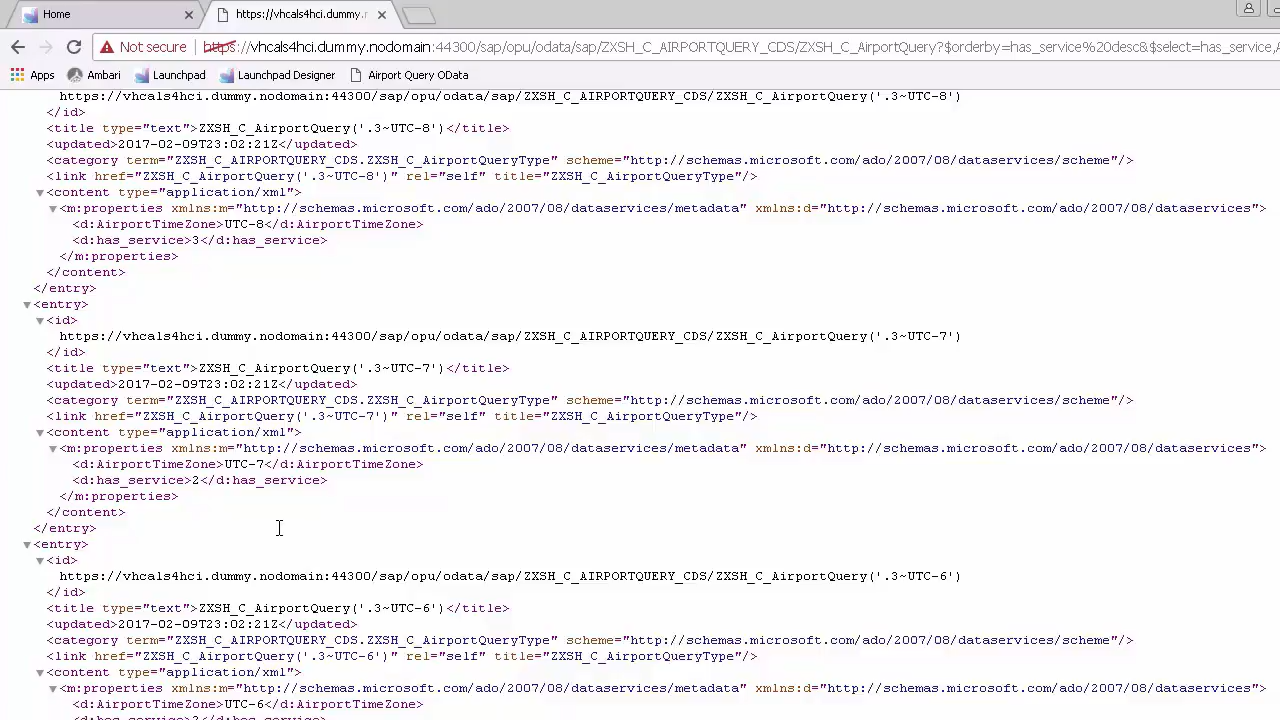 Home
https://vhcals4hci.dummy.r
Not secure https://vhcals4hci.dummy.nodomain:44300/sap/opu/odata/sap/ZXSH_C_AIRPORTQUERY_CDS/ZXSH_C_AirportQuery?$orderby=has_service%20desc&$select=has_service,
Apps Ambari Launchpad Launchpad Designer Airport Query OData
https://vhcals4hci.dummy.nodomain:44300/sap/opu/odata/sap/ZXSH_C_AIRPORTQUERY_CDS/ZXSH_C_AirportQuery('.3~UTC-8')
</id>
<title type="text">ZXSH_C_AirportQuery('.3~UTC-8')</title>
<updated>2017-02-09T23:02:21Z</updated>
<category term="ZXSH_C_AIRPORTQUERY_CDS.ZXSH_C_AirportQueryType" scheme="http://schemas.microsoft.com/ado/2007/08/dataservices/scheme"/>
<link href="ZXSH_C_AirportQuery('.3~UTC-8')" rel="self" title="ZXSH_C_AirportQueryType"/>
<content type="application/xml">
<m:properties xmlns:m="http://schemas.microsoft.com/ado/2007/08/dataservices/metadata" xmlns:d="http://schemas.microsoft.com/ado/2007/08/dataservices">
<d:AirportTimeZone>UTC-8</d:AirportTimeZone>
<d:has_service>3</d:has_service>
</m:properties>
</content>
</entry>
<entry>
<id>
https://vhcals4hci.dummy.nodomain:44300/sap/opu/odata/sap/ZXSH_C_AIRPORTQUERY_CDS/ZXSH_C_AirportQuery('.3~UTC-7')
</id>
<title type="text">ZXSH_C_AirportQuery('.3~UTC-7')</title>
<updated>2017-02-09T23:02:21Z</updated>
<category term="ZXSH_C_AIRPORTQUERY_CDS.ZXSH_C_AirportQueryType" scheme="http://schemas.microsoft.com/ado/2007/08/dataservices/scheme"/>
<link href="ZXSH_C_AirportQuery('.3~UTC-7')" rel="self" title="ZXSH_C_AirportQueryType"/>
<content type="application/xml">
<m:properties xmlns:m="http://schemas.microsoft.com/ado/2007/08/dataservices/metadata" xmlns:d="http://schemas.microsoft.com/ado/2007/08/dataservices">
<d:AirportTimeZone>UTC-7</d:AirportTimeZone>
<d:has_service>2</d:has_service>
</m:properties>
</content>
</entry>
<entry>
<id>
https://vhcals4hci.dummy.nodomain:44300/sap/opu/odata/sap/ZXSH_C_AIRPORTQUERY_CDS/ZXSH_C_AirportQuery('.3~UTC-6')
</id>
<title type="text">ZXSH_C_AirportQuery('.3~UTC-6')</title>
<updated>2017-02-09T23:02:21Z</updated>
<category term="ZXSH_C_AIRPORTQUERY_CDS.ZXSH_C_AirportQueryType" scheme="http://schemas.microsoft.com/ado/2007/08/dataservices/scheme"/>
<link href="ZXSH_C_AirportQuery('.3~UTC-6')" rel="self" title="ZXSH_C_AirportQueryType"/>
<content type="application/xml">
<m:properties xmlns:m="http://schemas.microsoft.com/ado/2007/08/dataservices/metadata" xmlns:d="http://schemas.microsoft.com/ado/2007/08/dataservices">
<d:AirportTimeZone>UTC-6</d:AirportTimeZone>